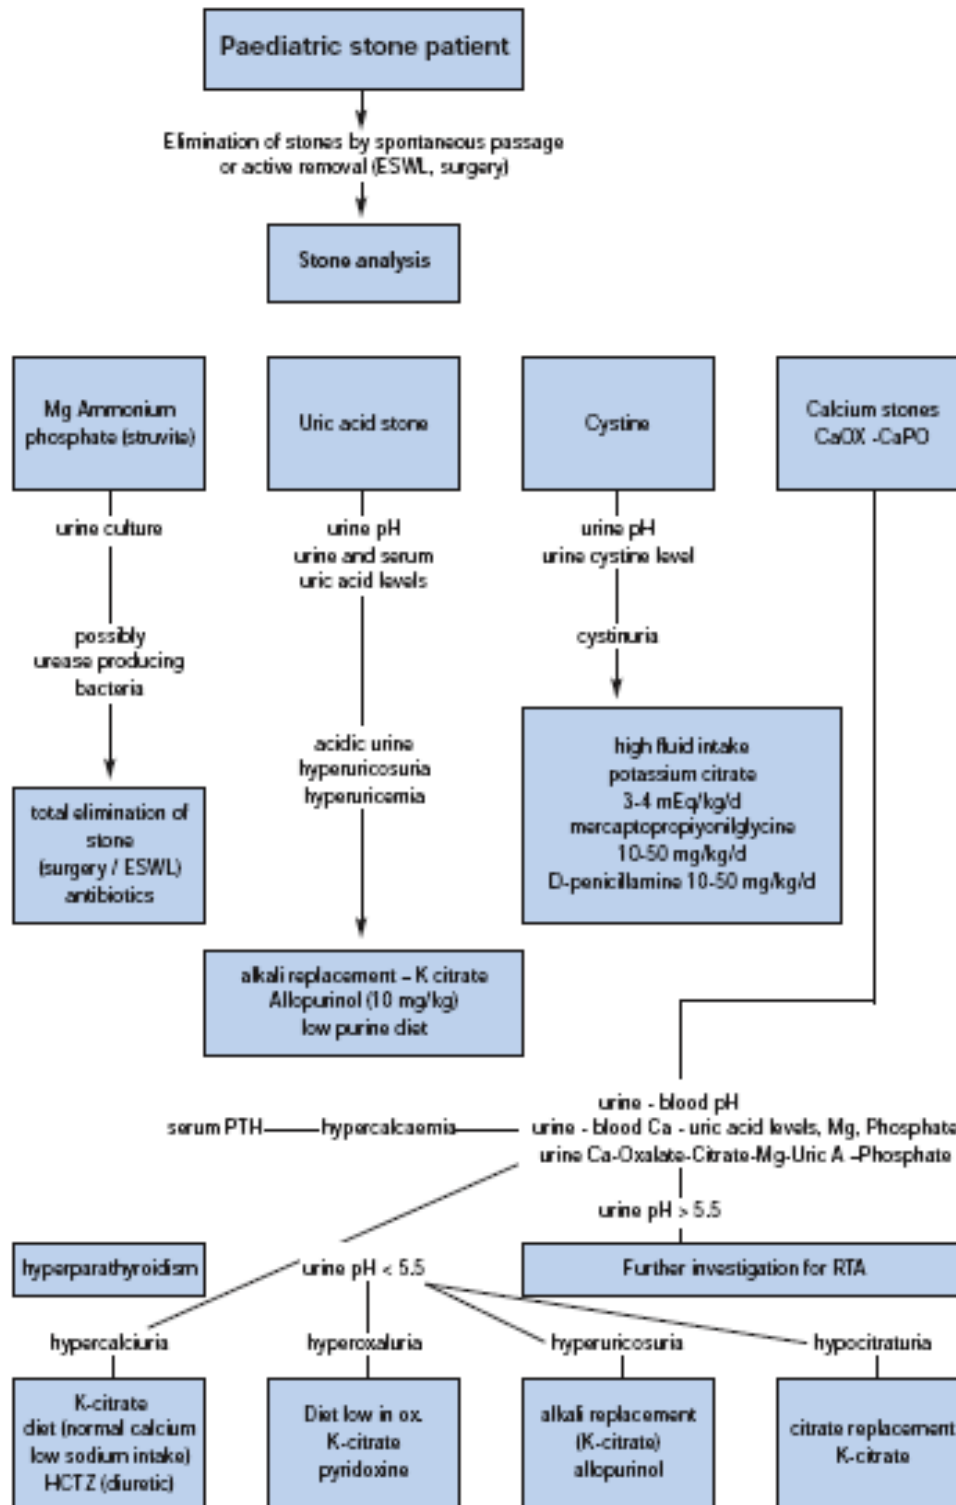 Paediatric stone patient
Elimination of stones by spontaneous passage
or active removal (ESWL, surgery)
Stone analysis
Mg Ammonium
phosphate (struvite)
Uric acid stone
Cystine
Calcium stones
CaOX -CaPO
urine culture
urine pH
urine and serum
uric acid levels
urine pH
urine cystine level
possibly
urease producing
bacteria
cystinuria
acidic urine
hyperuricosuria
hyperuricemia
high fluid intake
potassium citrate
3-4 mEq/kg/d
mercaptopropiyonilglycine
10-50 mg/kg/d
D-penicillamine 10-50 mg/kg/d
total elimination of
stone
(surgery / ESWL)
antibiotics
alkali replacement – K citrate
Allopurinol (10 mg/kg)
low purine diet
urine - blood pH
serum PTH
hypercalcaemia
urine - blood Ca - uric acid levels, Mg, Phosphate
urine Ca-Oxalate-Citrate-Mg-Uric A –Phosphate
urine pH > 5.5
hyperparathyroidism
urine pH < 5.5
Further investigation for RTA
hypercalciuria
hyperoxaluria
hyperuricosuria
hypocitraturia
K-citrate
diet (normal calcium
low sodium intake)
HCTZ (diuretic)
Diet low in ox.
K-citrate
pyridoxine
alkali replacement
(K-citrate)
allopurinol
citrate replacement
K-citrate